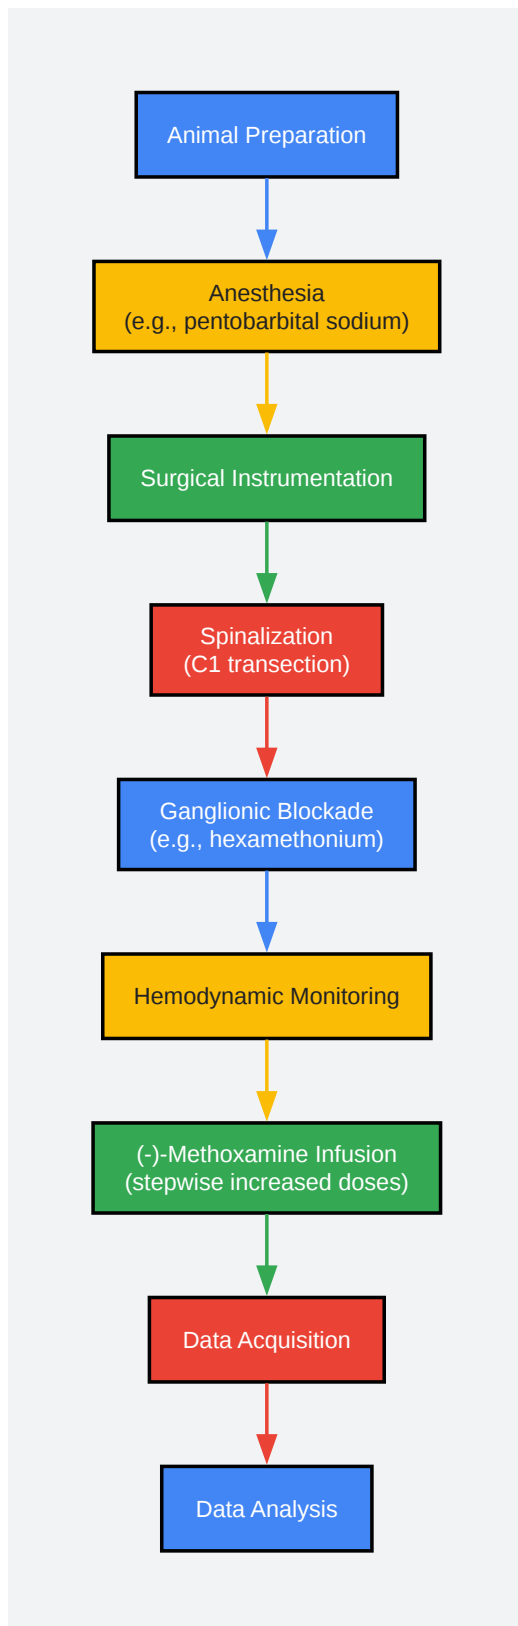 Animal Preparation
Anesthesia
(e.g., pentobarbital sodium)
Surgical Instrumentation
Spinalization
(C1 transection)
Ganglionic Blockade
(e.g., hexamethonium)
Hemodynamic Monitoring
(-)-Methoxamine Infusion
(stepwise increased doses)
Data Acquisition
Data Analysis